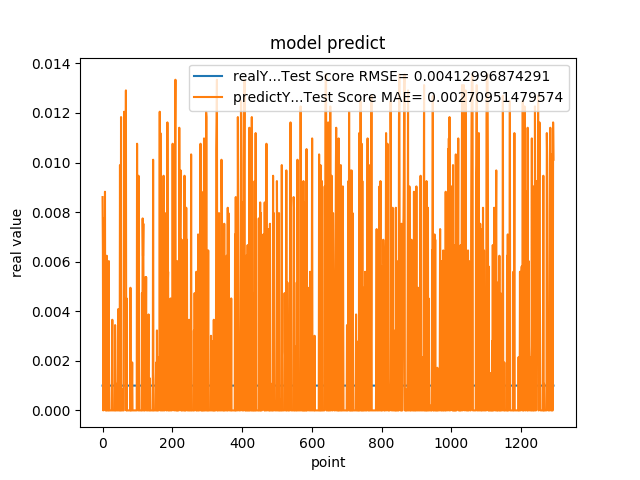 model predict
realY...Test Score RMSE= 0.00412996874291
predictY...Test Score MAE= 0.00270951479574
0.014
0.012
0.010
0.008
0.006
0.004
0.002
0.000
real value
0 200 400 600 800 1000 1200
point